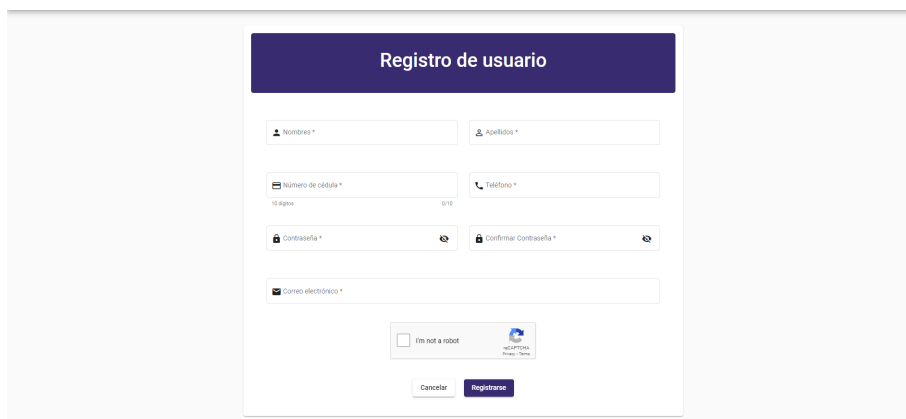 Registro de usuario
Nombres *
Apellidos *
Número de cédula *
Teléfono *
10 dígitos
0/10
Contraseña *
Confirmar Contraseña *
Correo electrónico *
I'm not a robot
reCAPTCHA
Privacy - Terms
Cancelar
Registrarse